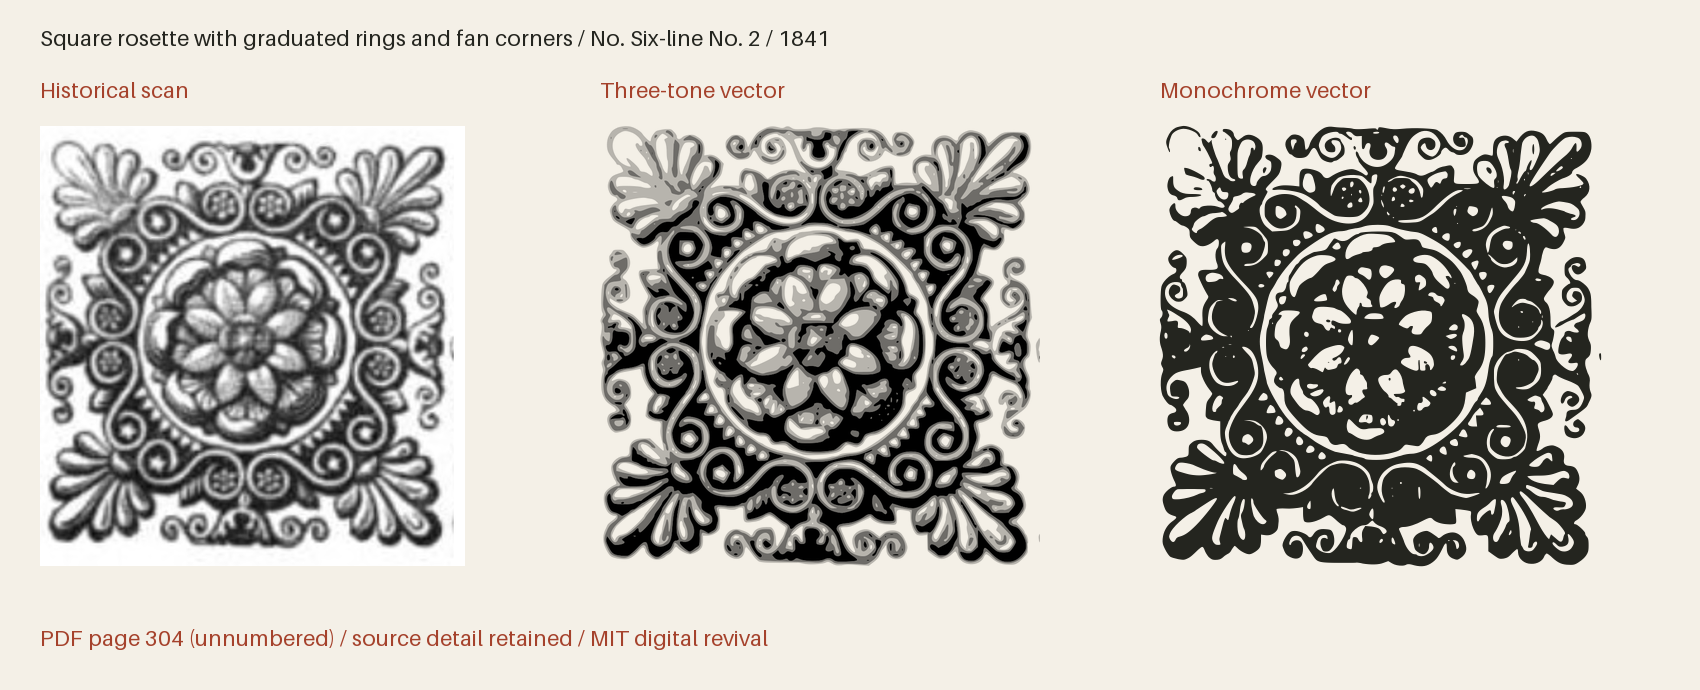 Square rosette with graduated rings and fan corners / No. Six-line No. 2 / 1841
Historical scan
Three-tone vector
Monochrome vector
PDF page 304 (unnumbered) / source detail retained / MIT digital revival